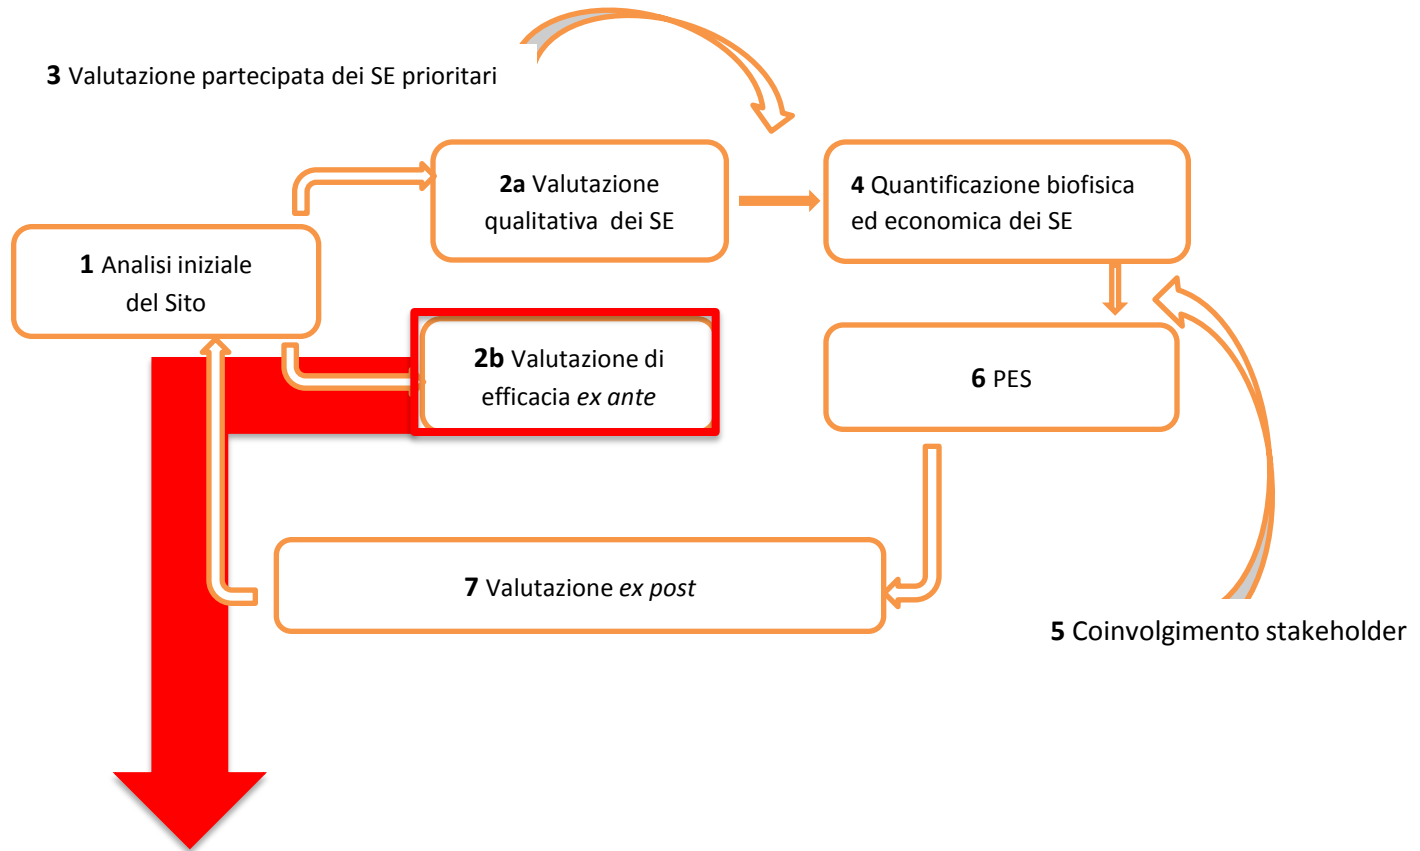 3 Valutazione partecipata dei SE prioritari
2a Valutazione
qualitativa dei SE
4 Quantificazione biofisica
ed economica dei SE
1 Analisi iniziale
del Sito
2b Valutazione di
efficacia ex ante
6 PES
7 Valutazione ex post
5 Coinvolgimento stakeholder